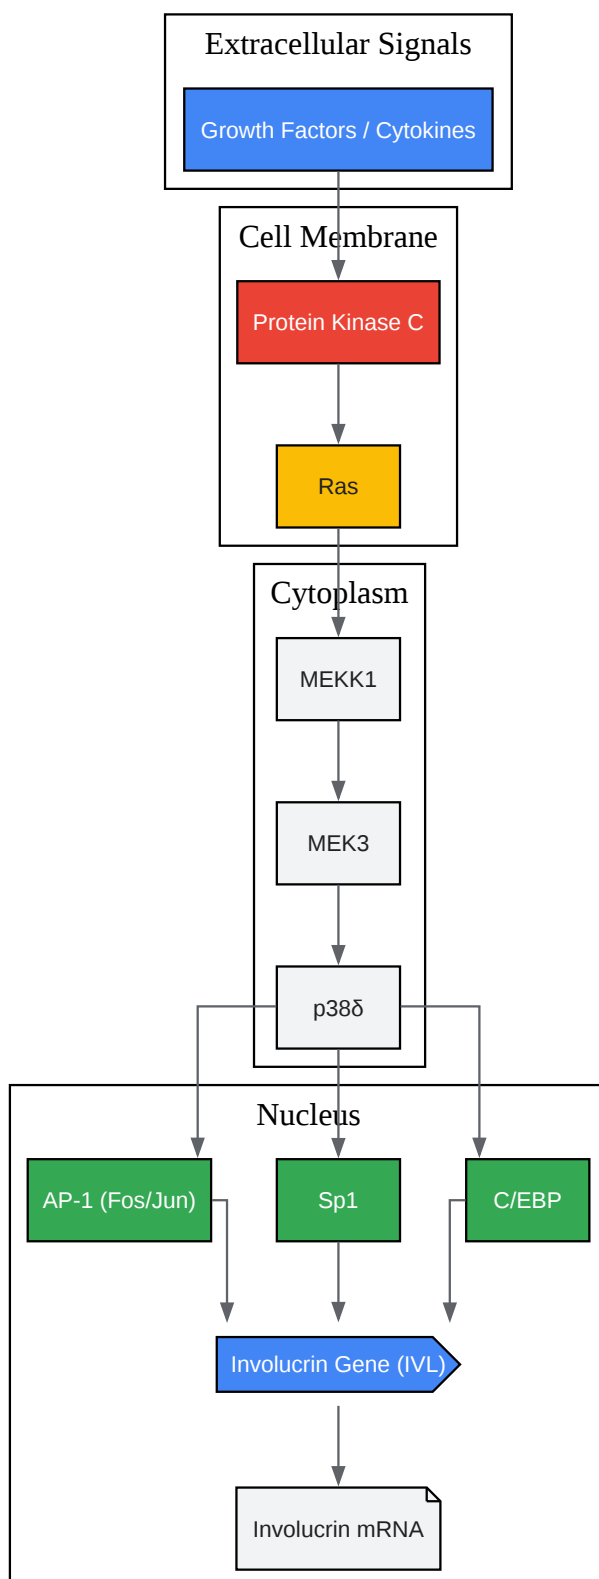 Extracellular Signals
Growth Factors / Cytokines
Cell Membrane
Protein Kinase C
Ras
Cytoplasm
MEKK1
MEK3
p38δ
Nucleus
AP-1 (Fos/Jun)
Sp1
C/EBP
Involucrin Gene (IVL)
Involucrin mRNA